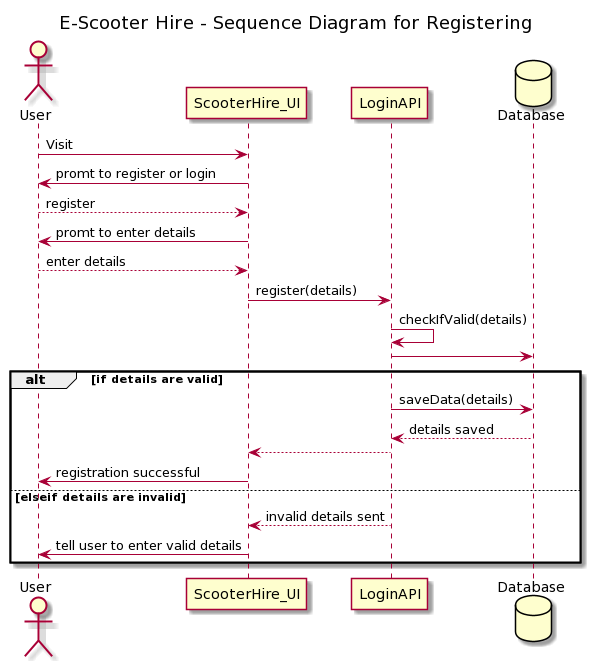 E-Scooter Hire - Sequence Diagram for Registering
User
ScooterHire_UI
LoginAPI
Database
Visit
promt to register or login
register
promt to enter details
enter details
register(details)
checkIfValid(details)
alt [if details are valid]
saveData(details)
details saved
registration successful
[elseif details are invalid]
invalid details sent
tell user to enter valid details
User
ScooterHire_UI
LoginAPI
Database